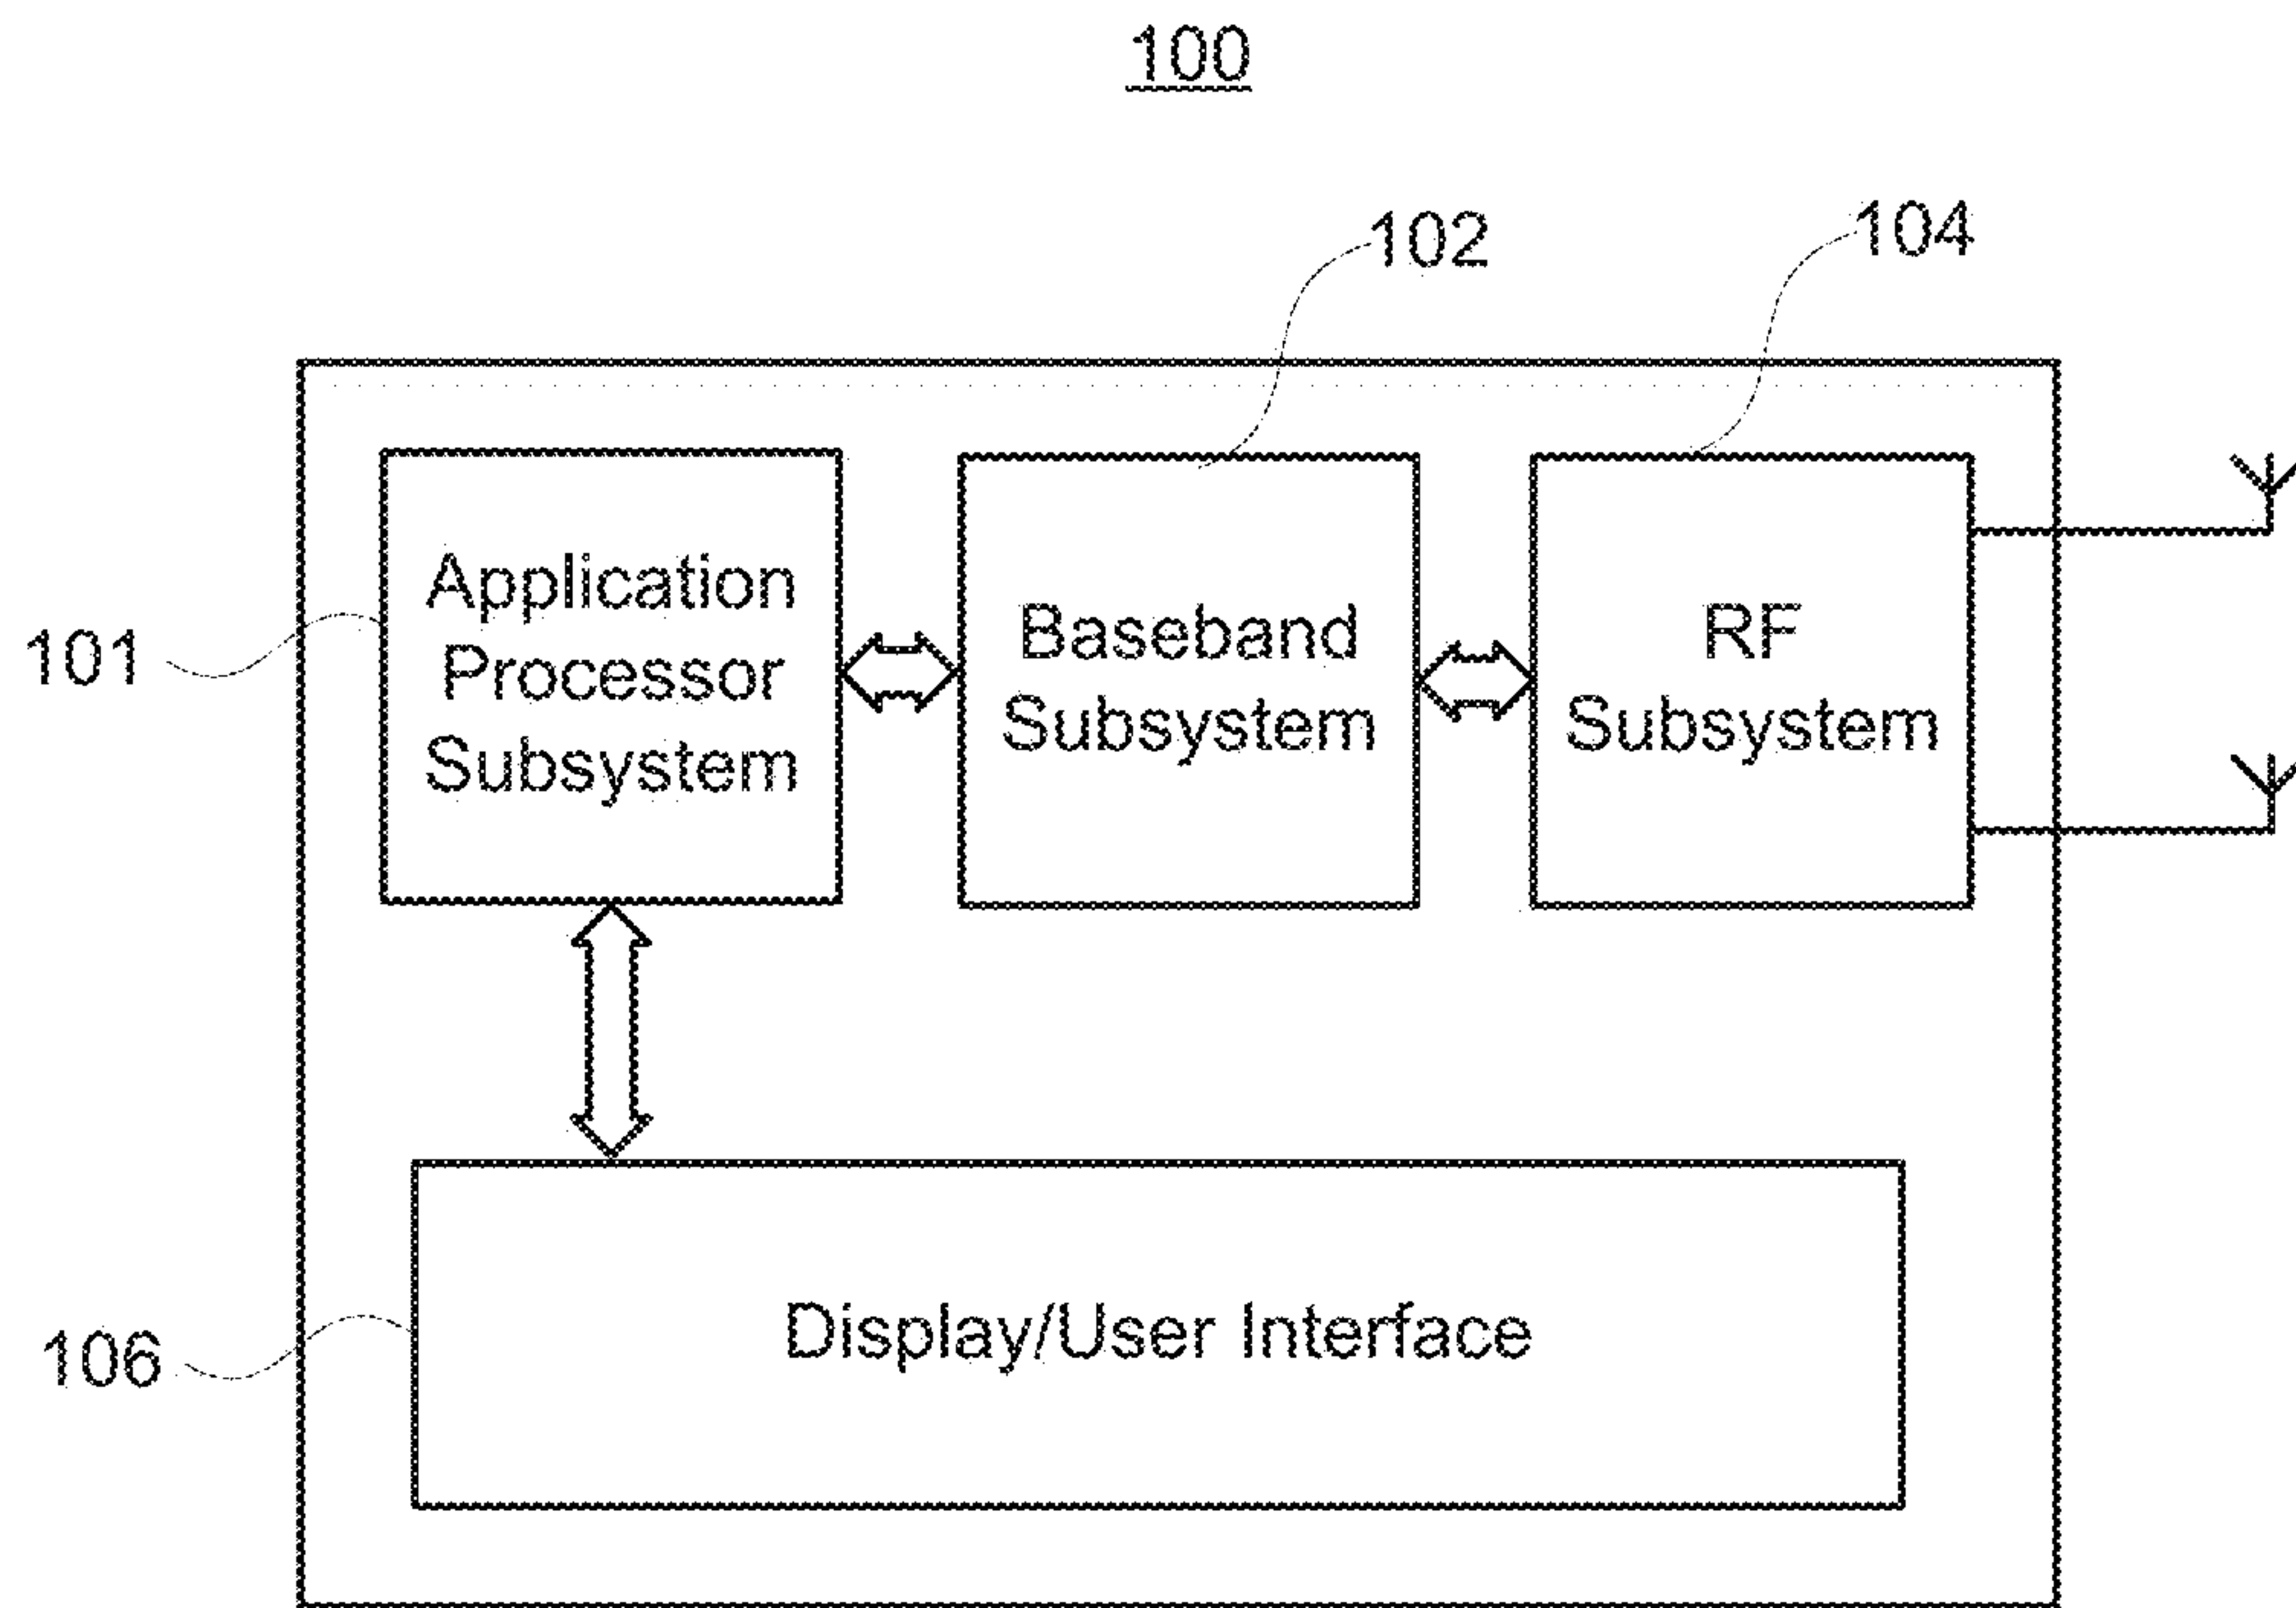 100
102
104
101
Application
Processor
Subsystem
Baseband
Subsystem
RF
Subsystem
106
Display/User Interface